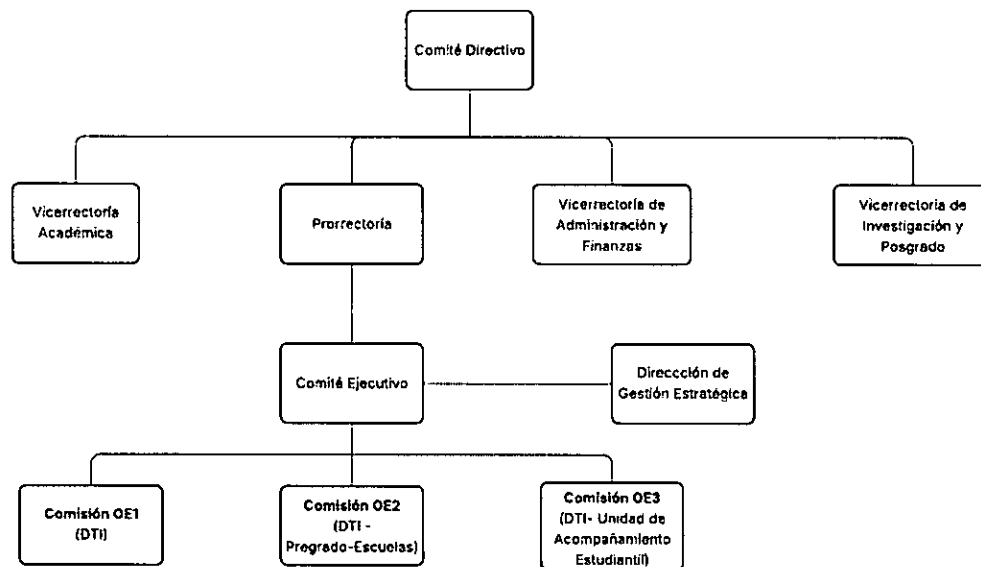 Comité Directivo
Vicerrectoría
Académica
Prorrectoría
Vicerrectoría de
Administración y
Finanzas
Vicerrectoría de
Investigación y
Posgrado
Comité Ejecutivo
Direccción de
Gestión Estratégica
Comisión OE1
(DTI)
Comisión OE2
(DTI -
Pregrado-Escuelas)
Comisión OE3
(DTI- Unidad de
Acompañamiento
Estudiantil)